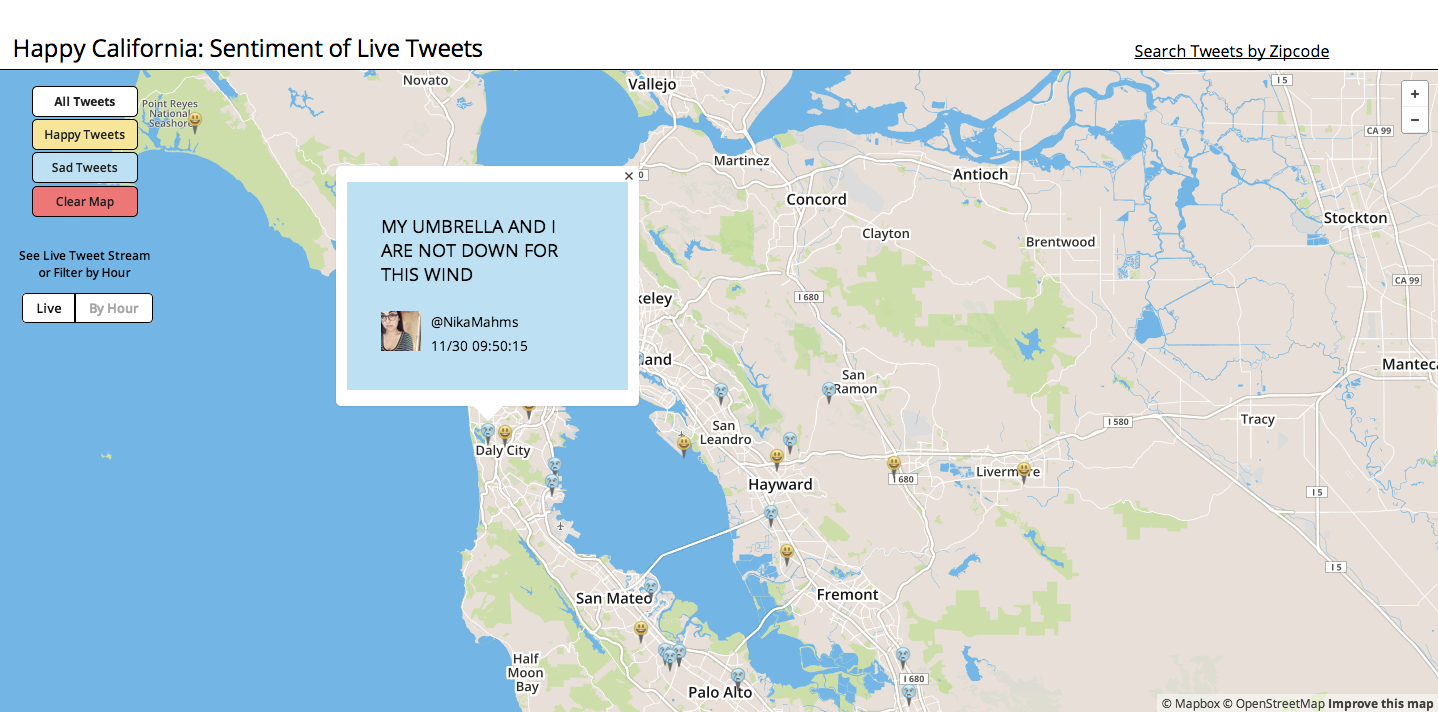 Happy California: Sentiment of Live Tweets
Search Tweets by Zipcode
All Tweets
Happy Tweets
Sad Tweets
Clear Map
See Live Tweet Stream
or Filter by Hour
Live
By Hour
+
−
×
MY UMBRELLA AND I
ARE NOT DOWN FOR
THIS WIND
@NikaMahms
11/30 09:50:15
Point Reyes
National
Seashore
Novato
Vallejo
I 5
CA 99
Martinez
Antioch
Concord
Stockton
Clayton
Brentwood
CA 99
keley
I 680
land
San
Ramon
Manteca
San
Leandro
I 580
Tracy
Daly City
Livermore
I 680
Hayward
I 5
I 5
San Mateo
Fremont
Half
Moon
Bay
I 680
Palo Alto
© Mapbox © OpenStreetMap Improve this map